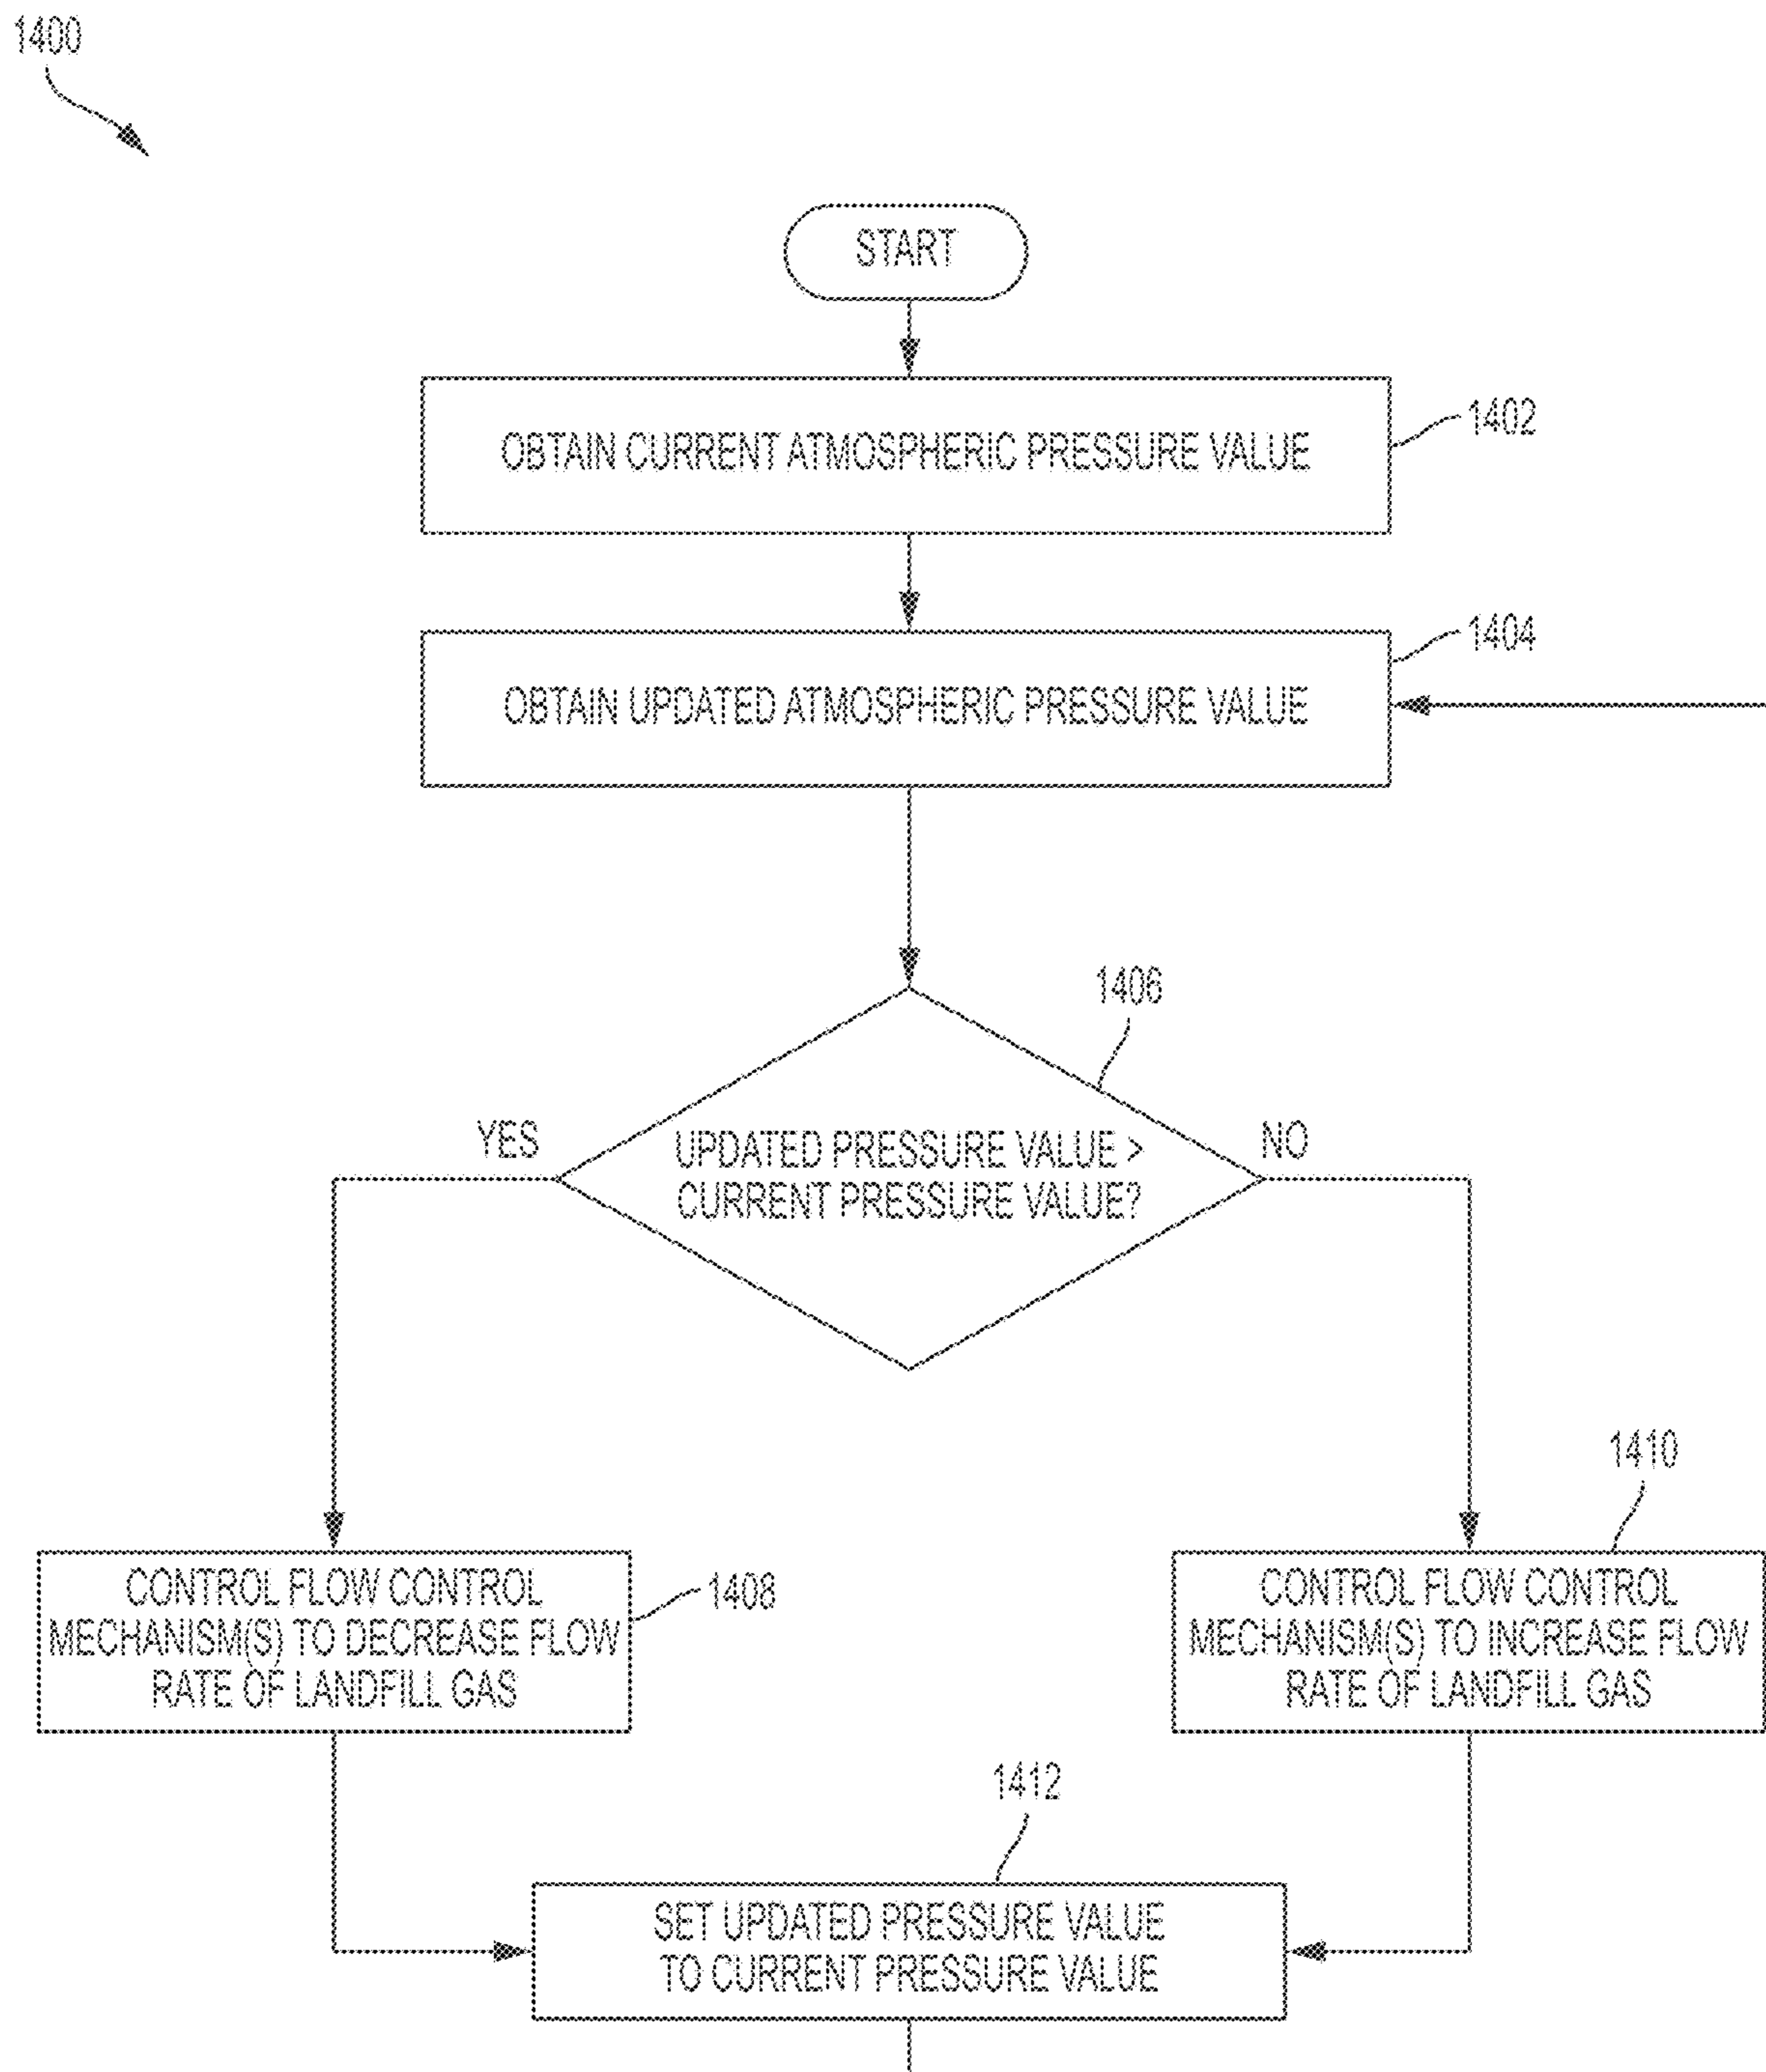 1400
START
OBTAIN CURRENT ATMOSPHERIC PRESSURE VALUE
1402
OBTAIN UPDATED ATMOSPHERIC PRESSURE VALUE
1404
1406
YES
UPDATED PRESSURE VALUE >
CURRENT PRESSURE VALUE?
NO
CONTROL FLOW CONTROL
MECHANISM(S) TO DECREASE FLOW
RATE OF LANDFILL GAS
1408
1410
CONTROL FLOW CONTROL
MECHANISM(S) TO INCREASE FLOW
RATE OF LANDFILL GAS
1412
SET UPDATED PRESSURE VALUE
TO CURRENT PRESSURE VALUE